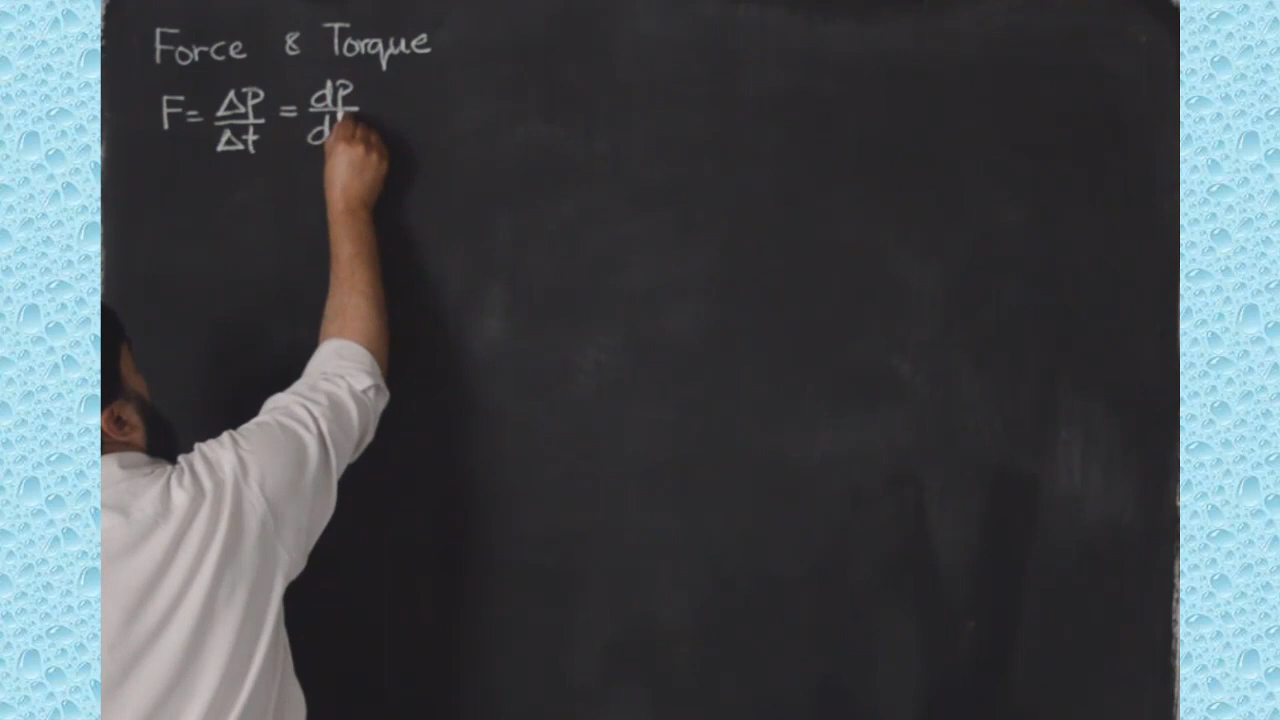 Force & Torque
F = ΔP/Δt = dP/d